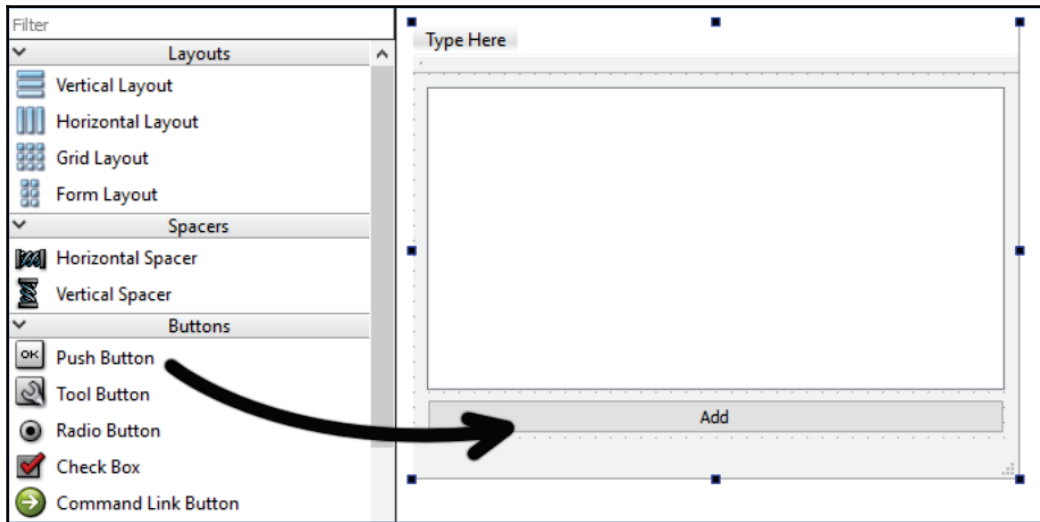 Filter
Layouts
Vertical Layout
Horizontal Layout
Grid Layout
Form Layout
Spacers
Horizontal Spacer
Vertical Spacer
Buttons
OK
Push Button
Tool Button
Radio Button
Check Box
Command Link Button
Type Here
Add